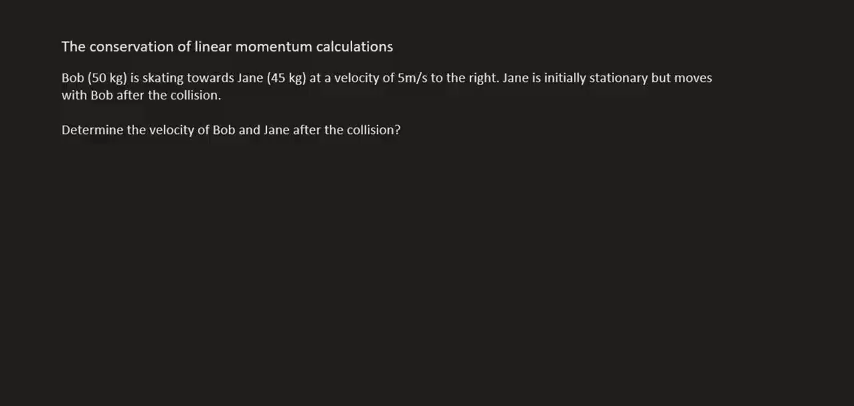 The conservation of linear momentum calculations
Bob (50 kg) is skating towards Jane (45 kg) at a velocity of 5m/s to the right. Jane is initially stationary but moves
with Bob after the collision.
Determine the velocity of Bob and Jane after the collision?